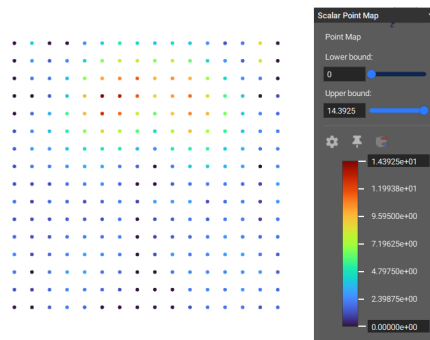 Scalar Point Map
Point Map
Lower bound:
0
Upper bound:
14.3925
1.43925e+01
1.19938e+01
9.59500e+00
7.19625e+00
4.79750e+00
2.39875e+00
0.00000e+00